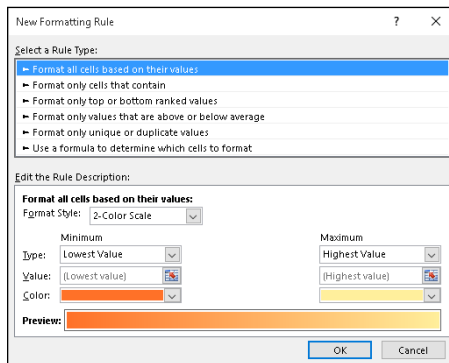 New Formatting Rule ? ×
Select a Rule Type:
► Format all cells based on their values
► Format only cells that contain
► Format only top or bottom ranked values
► Format only values that are above or below average
► Format only unique or duplicate values
► Use a formula to determine which cells to format
Edit the Rule Description:
Format all cells based on their values:
Format Style: 2-Color Scale
Minimum Maximum
Type: Lowest Value Highest Value
Value: (Lowest value) (Highest value)
Color:
Preview:
OK Cancel